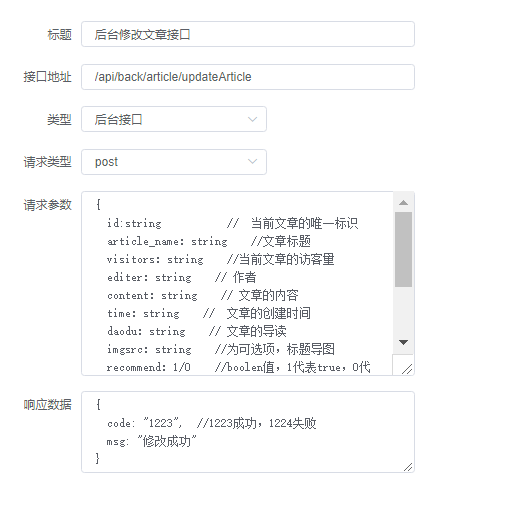 标题 后台修改文章接口
接口地址 /api/back/article/updateArticle
类型 后台接口
请求类型 post
请求参数 {
id:string // 当前文章的唯一标识
article_name: string //文章标题
visitors: string //当前文章的访客量
editer: string // 作者
content: string // 文章的内容
time: string // 文章的创建时间
daodu: string // 文章的导读
imgsrc: string //为可选项，标题导图
recommend: 1/0 //boolen值，1代表true，0代
响应数据 {
code: "1223", //1223成功，1224失败
msg: "修改成功"
}